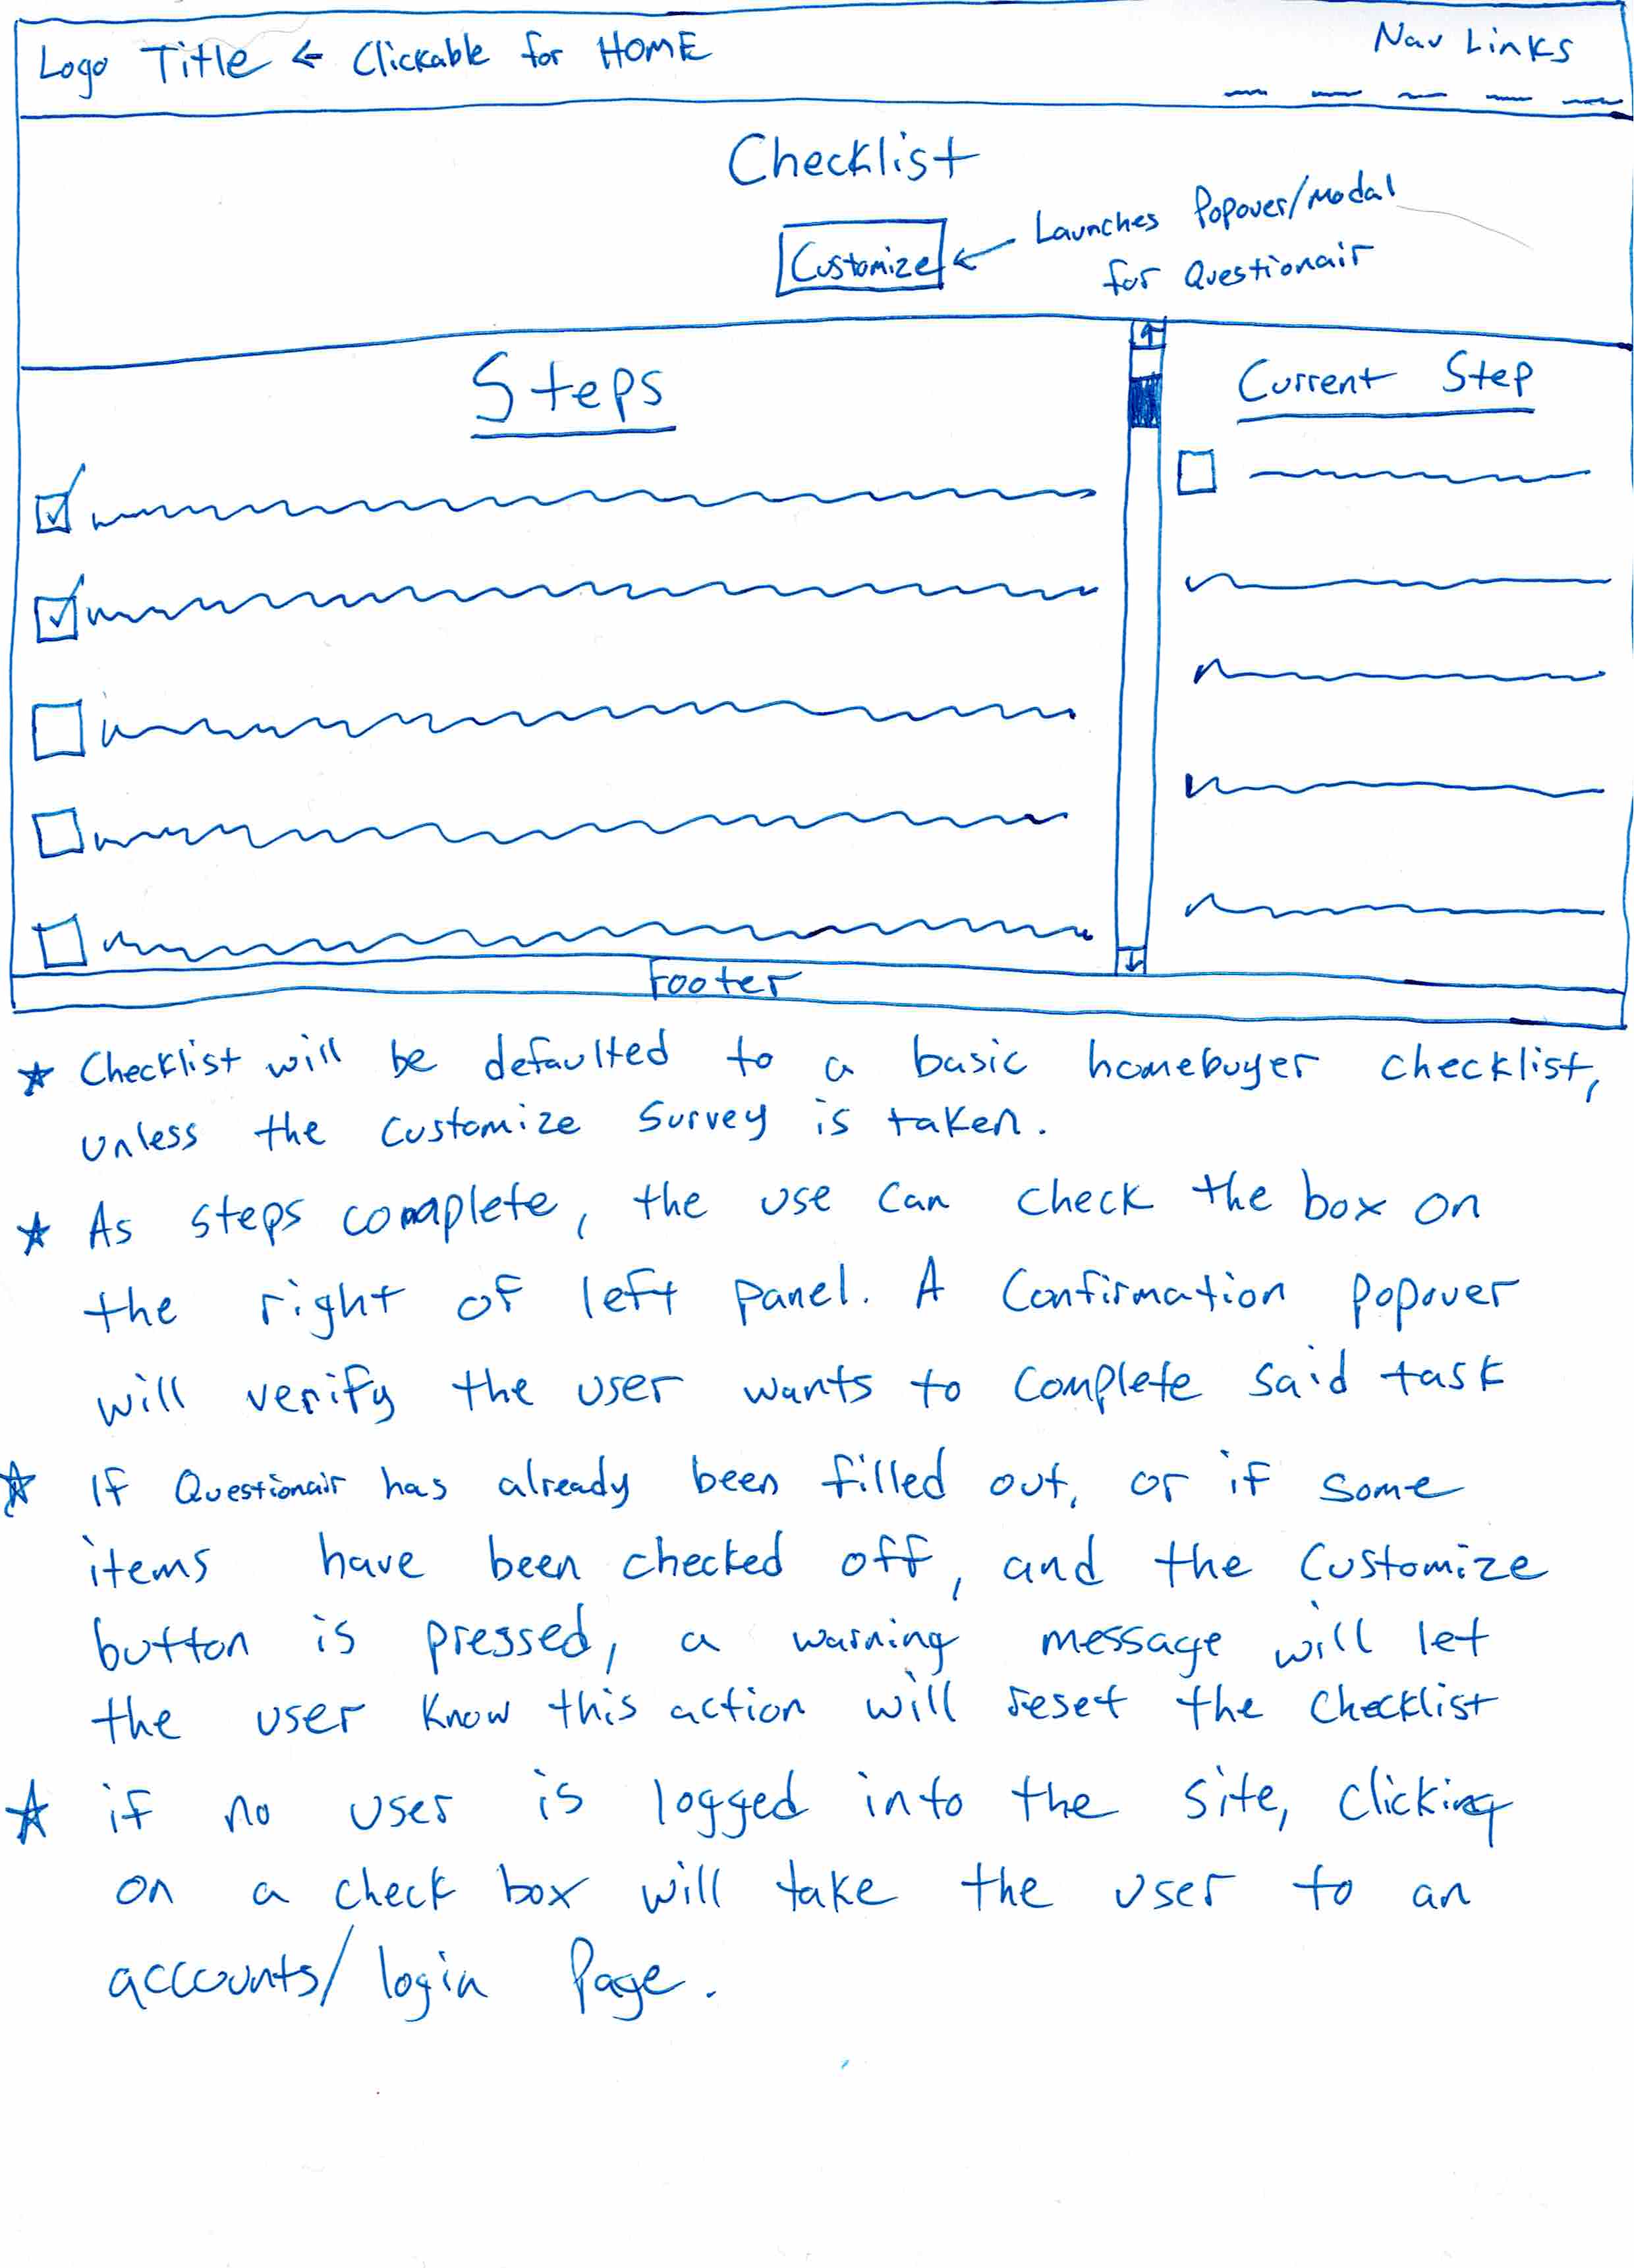 Logo Title ← Clickable for HOME
Nav Links
Checklist
Customize
← Launches Popover/Modal
for Questionair
Steps
Current Step
Footer
★ Checklist will be defaulted to a basic homebuyer checklist,
unless the customize survey is taken.
★ As steps complete, the use can check the box on
the right of left panel. A Confirmation popover
will verify the user wants to complete said task
★ If Questionair has already been filled out, or if some
items have been checked off, and the Customize
button is pressed, a warning message will let
the user know this action will reset the Checklist
★ if no user is logged into the site, clicking
on a check box will take the user to an
accounts/login Page.